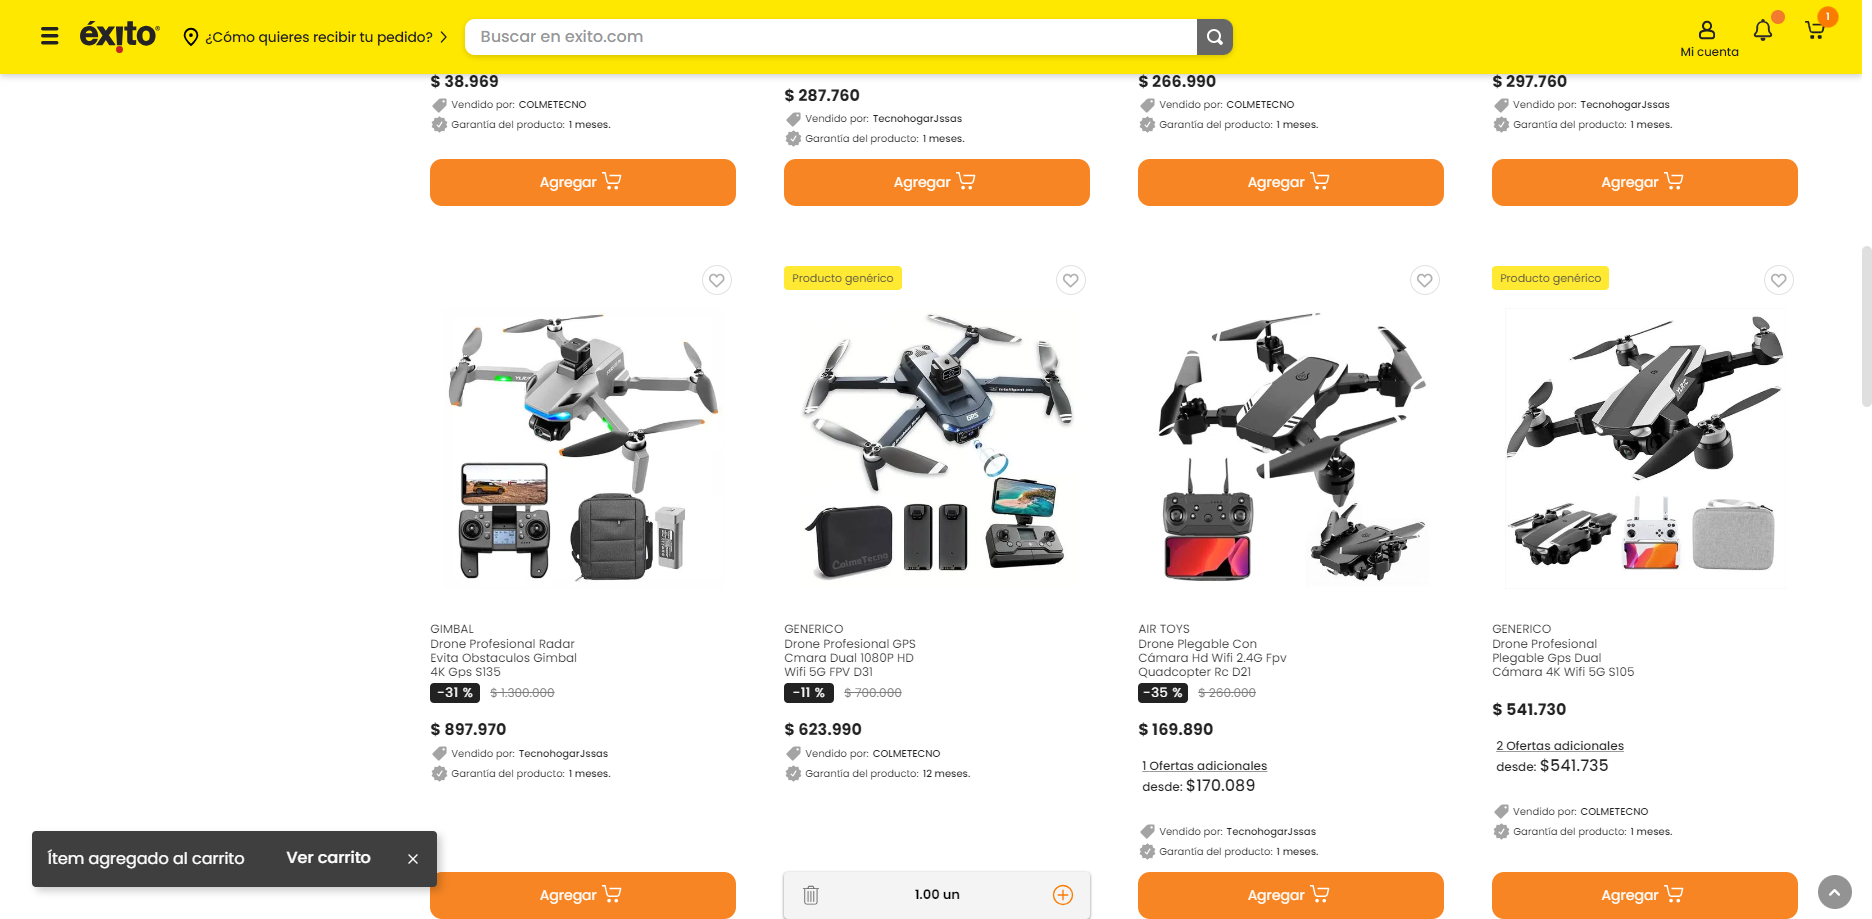 éxito
¿Cómo quieres recibir tu pedido?
Buscar en exito.com
Mi cuenta
1
$ 38.969
Vendido por: COLMETECNO
Garantía del producto: 1 meses.
Agregar
$ 287.760
Vendido por: TecnohogarJssas
Garantía del producto: 1 meses.
Agregar
$ 266.990
Vendido por: COLMETECNO
Garantía del producto: 1 meses.
Agregar
$ 297.760
Vendido por: TecnohogarJssas
Garantía del producto: 1 meses.
Agregar
GIMBAL
Drone Profesional Radar
Evita Obstaculos Gimbal
4K Gps S135
-31 % $ 1.300.000
$ 897.970
Vendido por: TecnohogarJssas
Garantía del producto: 1 meses.
Agregar
Producto genérico
GPS
ColmeTecno
GENERICO
Drone Profesional GPS
Cmara Dual 1080P HD
Wifi 5G FPV D31
-11 % $ 700.000
$ 623.990
Vendido por: COLMETECNO
Garantía del producto: 12 meses.
1.00 un
AIR TOYS
Drone Plegable Con
Cámara Hd Wifi 2.4G Fpv
Quadcopter Rc D21
-35 % $ 260.000
$ 169.890
1 Ofertas adicionales
desde: $170.089
Vendido por: TecnohogarJssas
Garantía del producto: 1 meses.
Agregar
Producto genérico
GENERICO
Drone Profesional
Plegable Gps Dual
Cámara 4K Wifi 5G S105
$ 541.730
2 Ofertas adicionales
desde: $541.735
Vendido por: COLMETECNO
Garantía del producto: 1 meses.
Agregar
Ítem agregado al carrito Ver carrito